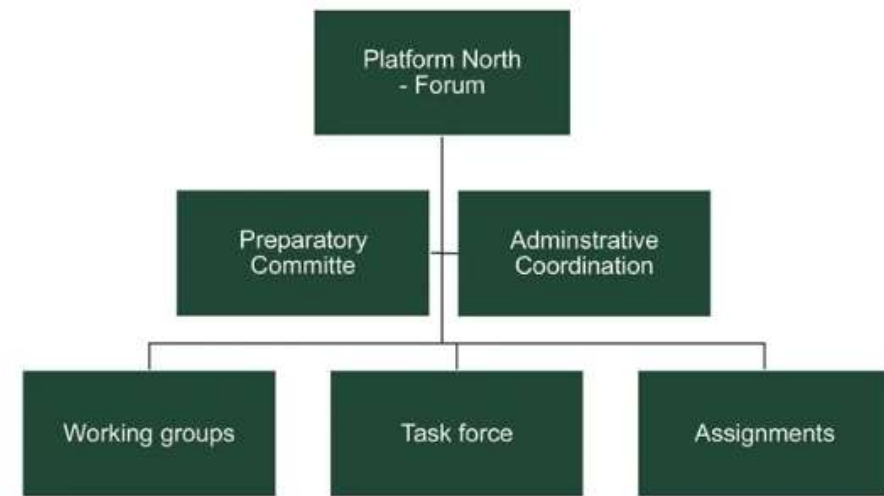 Platform North
- Forum
Preparatory
Committe
Adminstrative
Coordination
Working groups
Task force
Assignments